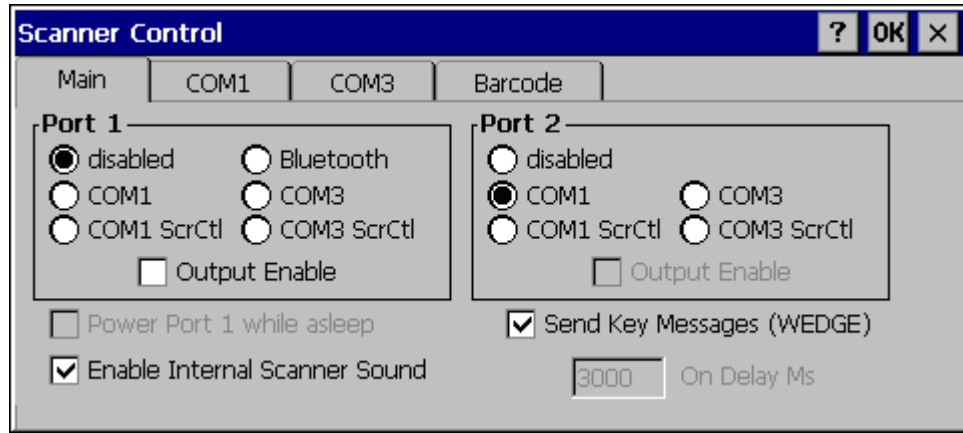 Scanner Control ? OK ×
Main COM1 COM3 Barcode
Port 1
disabled Bluetooth
COM1 COM3
COM1 ScrCtl COM3 ScrCtl
Output Enable
Port 2
disabled
COM1 COM3
COM1 ScrCtl COM3 ScrCtl
Output Enable
Power Port 1 while asleep
Send Key Messages (WEDGE)
Enable Internal Scanner Sound
3000 On Delay Ms